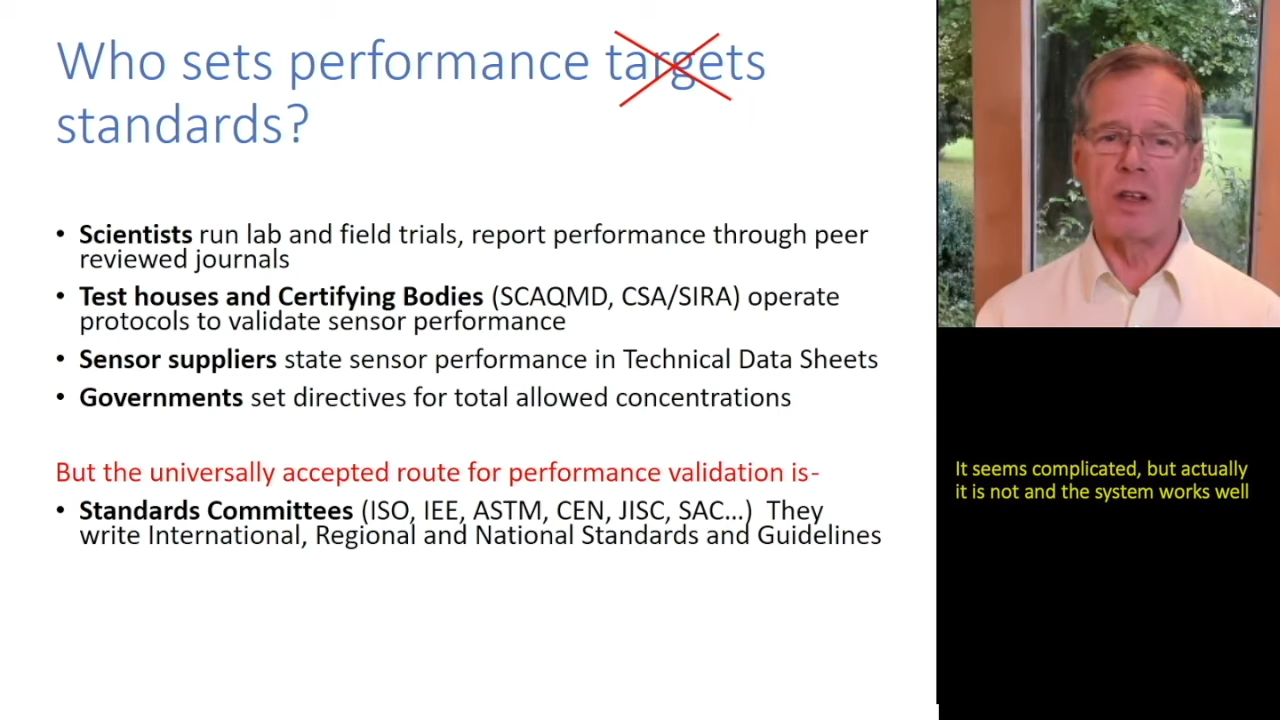 Who sets performance targets
standards?
• Scientists run lab and field trials, report performance through peer
reviewed journals
• Test houses and Certifying Bodies (SCAQMD, CSA/SIRA) operate
protocols to validate sensor performance
• Sensor suppliers state sensor performance in Technical Data Sheets
• Governments set directives for total allowed concentrations
But the universally accepted route for performance validation is-
• Standards Committees (ISO, IEE, ASTM, CEN, JISC, SAC...) They
write International, Regional and National Standards and Guidelines
It seems complicated, but actually
it is not and the system works well